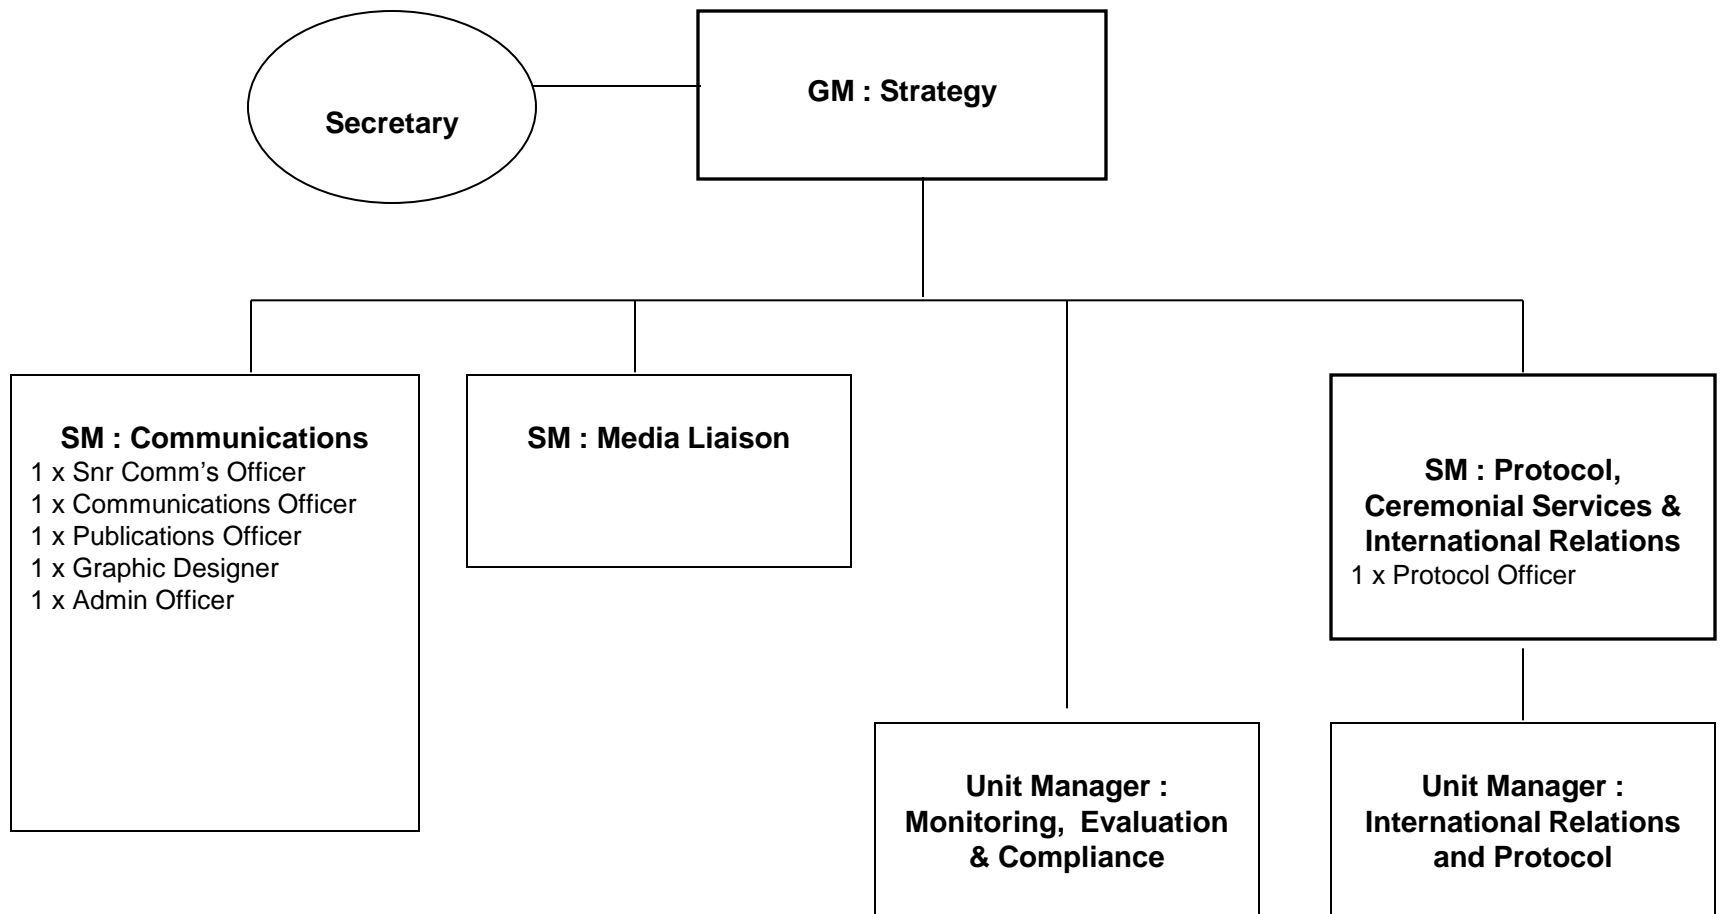 Secretary
GM : Strategy
SM : Communications
1 x Snr Comm’s Officer
1 x Communications Officer
1 x Publications Officer
1 x Graphic Designer
1 x Admin Officer
SM : Media Liaison
SM : Protocol,
Ceremonial Services &
International Relations
1 x Protocol Officer
Unit Manager :
Monitoring,  Evaluation
& Compliance
Unit Manager :
International Relations
and Protocol